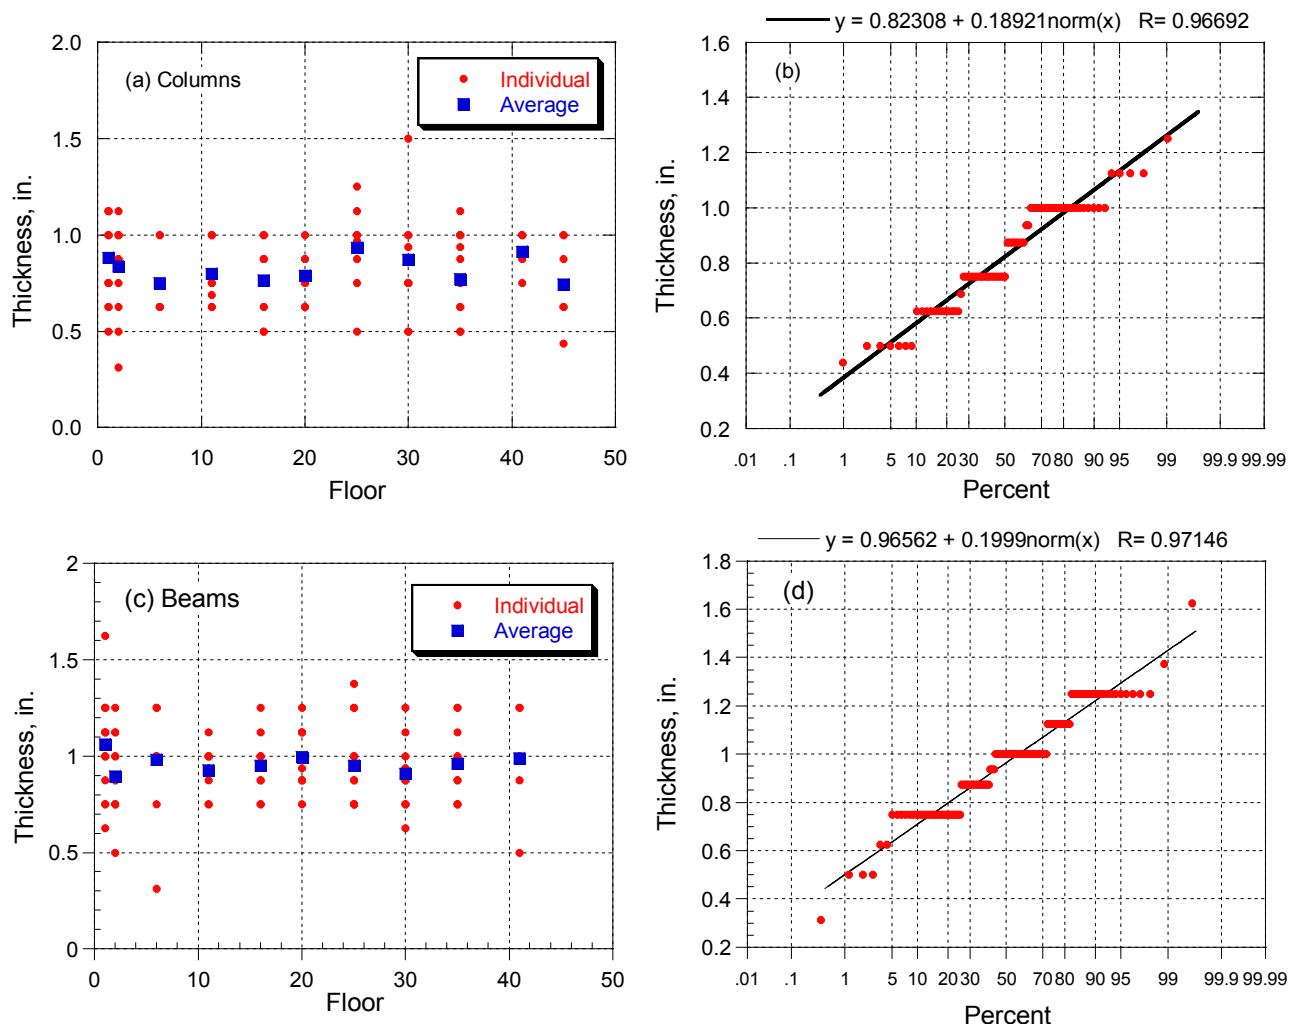 (a) Columns
Individual
Average
2.0
1.5
1.0
0.5
0.0
Thickness, in.
0 10 20 30 40 50
Floor
y = 0.82308 + 0.18921norm(x) R= 0.96692
(b)
1.6
1.4
1.2
1.0
0.8
0.6
0.4
0.2
Thickness, in.
.01 .1 1 5 10 20 30 50 70 80 90 95 99 99.9 99.99
Percent
(c) Beams
Individual
Average
2
1.5
1
0.5
0
Thickness, in.
0 10 20 30 40 50
Floor
y = 0.96562 + 0.1999norm(x) R= 0.97146
(d)
1.8
1.6
1.4
1.2
1.0
0.8
0.6
0.4
0.2
Thickness, in.
.01 .1 1 5 10 20 30 50 70 80 90 95 99 99.9 99.99
Percent